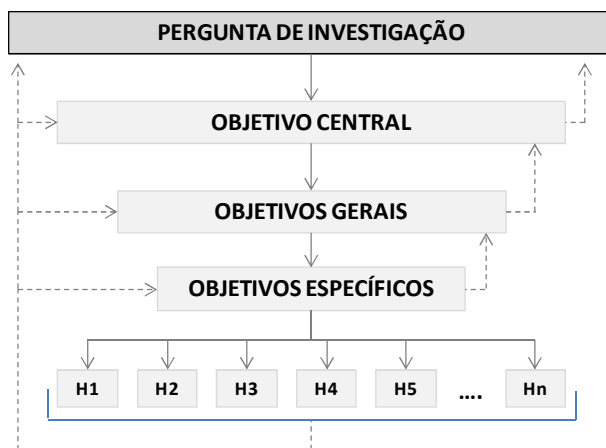 PERGUNTA DE INVESTIGAÇÃO
OBJETIVO CENTRAL
OBJETIVOS GERAIS
OBJETIVOS ESPECÍFICOS
H1 H2 H3 H4 H5 .... Hn